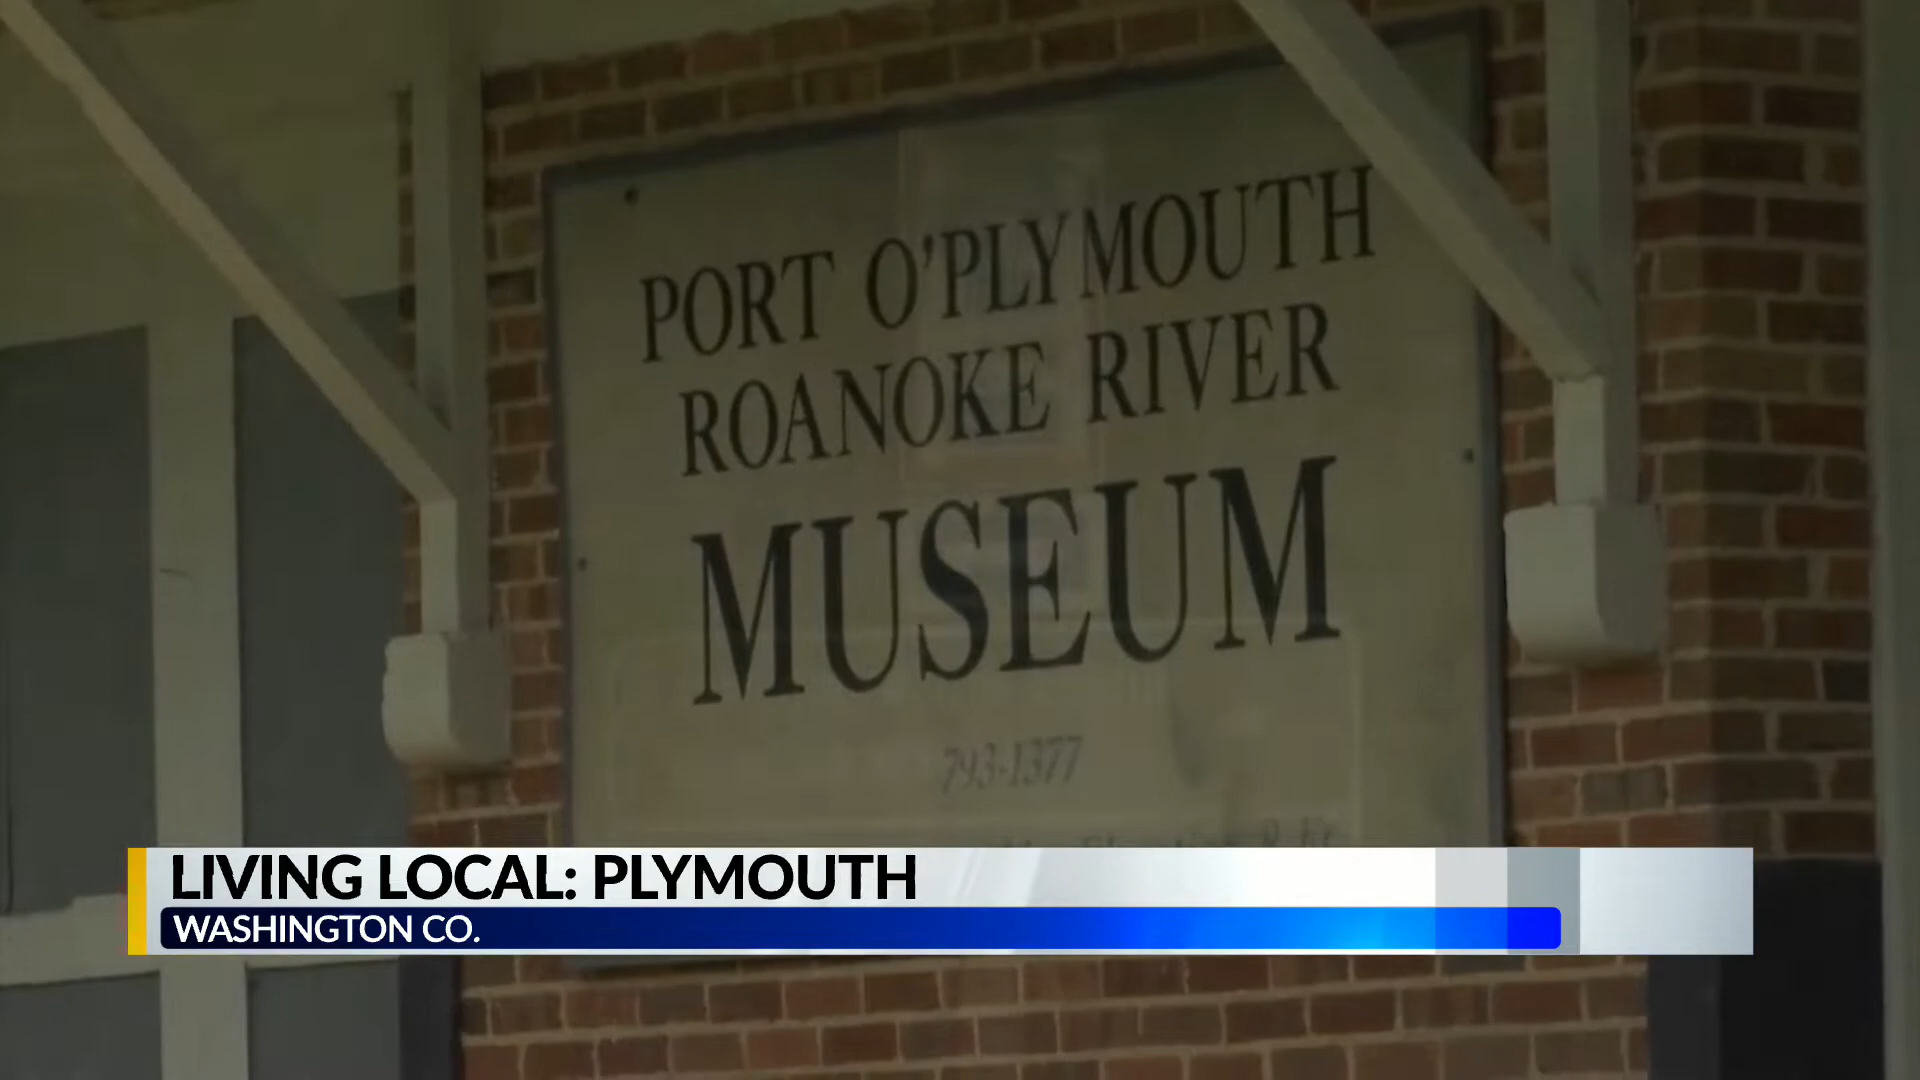 PORT O'PLYMOUTH
ROANOKE RIVER
MUSEUM
793-1377
LIVING LOCAL: PLYMOUTH
WASHINGTON CO.